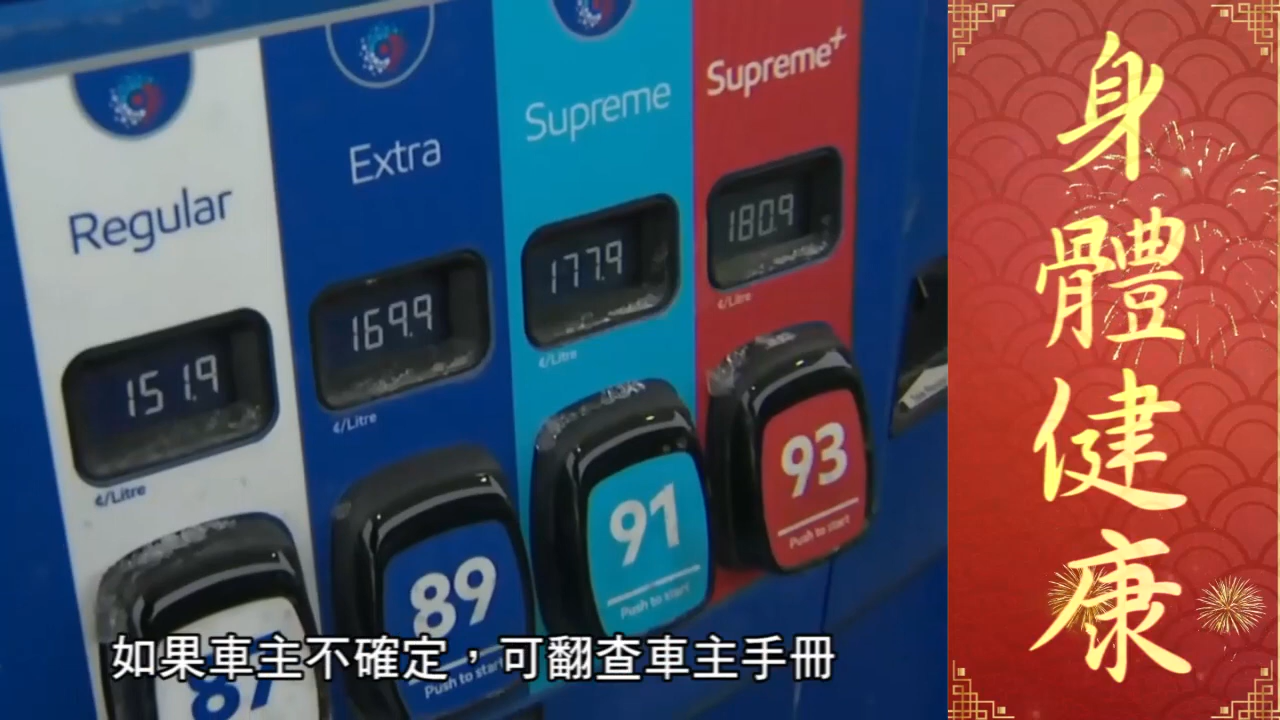 Regular
Extra
Supreme
Supreme+
151.9
169.9
177.9
180.9
¢/Litre
¢/Litre
¢/Litre
¢/Litre
87
89
91
93
Push to start
Push to start
Push to start
如果車主不確定，可翻查車主手冊
身體健康